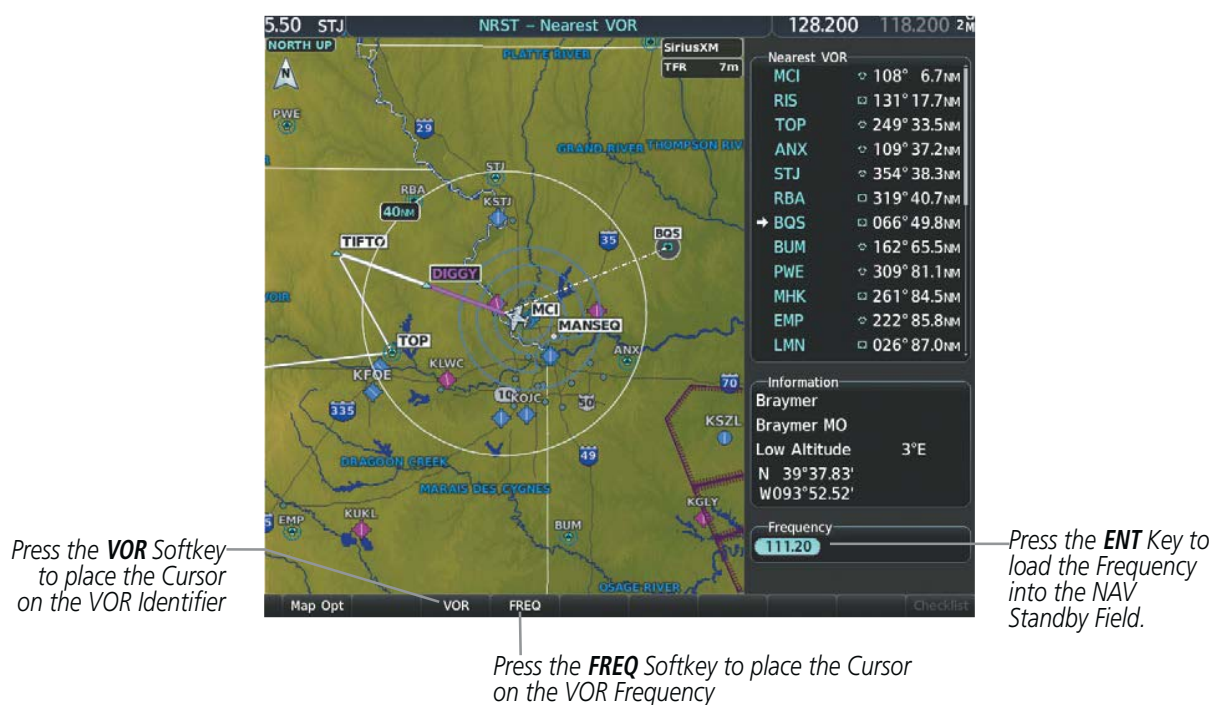 5.50 STJ NRST – Nearest VOR 128.200 118.200
NORTH UP
N
PLATTE RIVER
SiriusXM
TFR 7m
PWE
29
GRAND RIVER THOMPSON RIV
STJ
RBA
KSTJ
40NM
TIFTO
35
BQS
DIGGY
VOIR
MCI
MANSEQ
TOP
ANX
KLWC
KFOE
70
10
KOJC
50
335
KSZL
49
DRAGOON CREEK
MARAIS DES CYGNES
KGLY
EMP
KUKL
BUM
OSAGE RIVER
Nearest VOR
MCI 108° 6.7NM
RIS 131° 17.7NM
TOP 249° 33.5NM
ANX 109° 37.2NM
STJ 354° 38.3NM
RBA 319° 40.7NM
BQS 066° 49.8NM
BUM 162° 65.5NM
PWE 309° 81.1NM
MHK 261° 84.5NM
EMP 222° 85.8NM
LMN 026° 87.0NM
Information
Braymer
Braymer MO
Low Altitude 3°E
N 39°37.83'
W093°52.52'
Frequency
111.20
Map Opt VOR FREQ Checklist
Press the VOR Softkey
to place the Cursor
on the VOR Identifier
Press the ENT Key to
load the Frequency
into the NAV
Standby Field.
Press the FREQ Softkey to place the Cursor
on the VOR Frequency